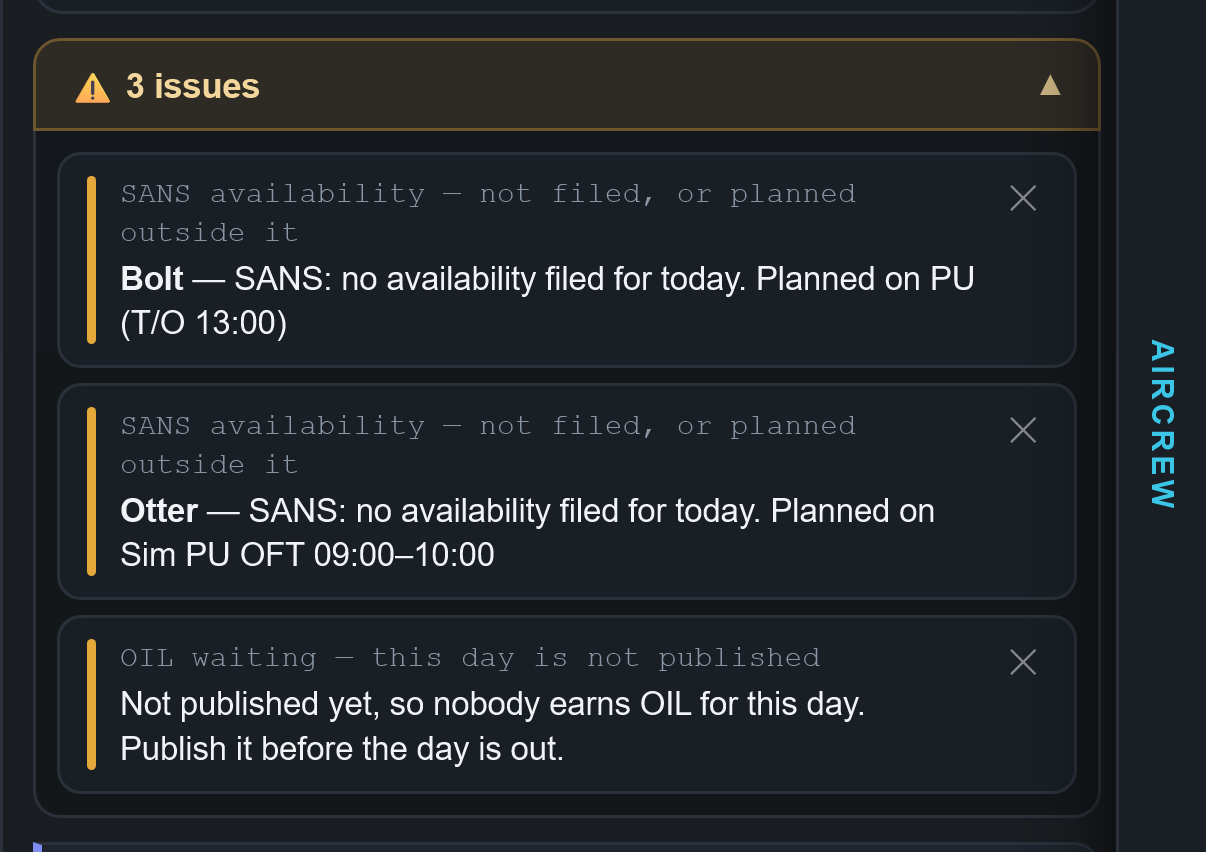 ⚠️ 3 issues ▲
SANS availability — not filed, or planned
outside it
Bolt — SANS: no availability filed for today. Planned on PU
(T/O 13:00)
SANS availability — not filed, or planned
outside it
Otter — SANS: no availability filed for today. Planned on
Sim PU OFT 09:00–10:00
OIL waiting — this day is not published
Not published yet, so nobody earns OIL for this day.
Publish it before the day is out.
AIRCREW